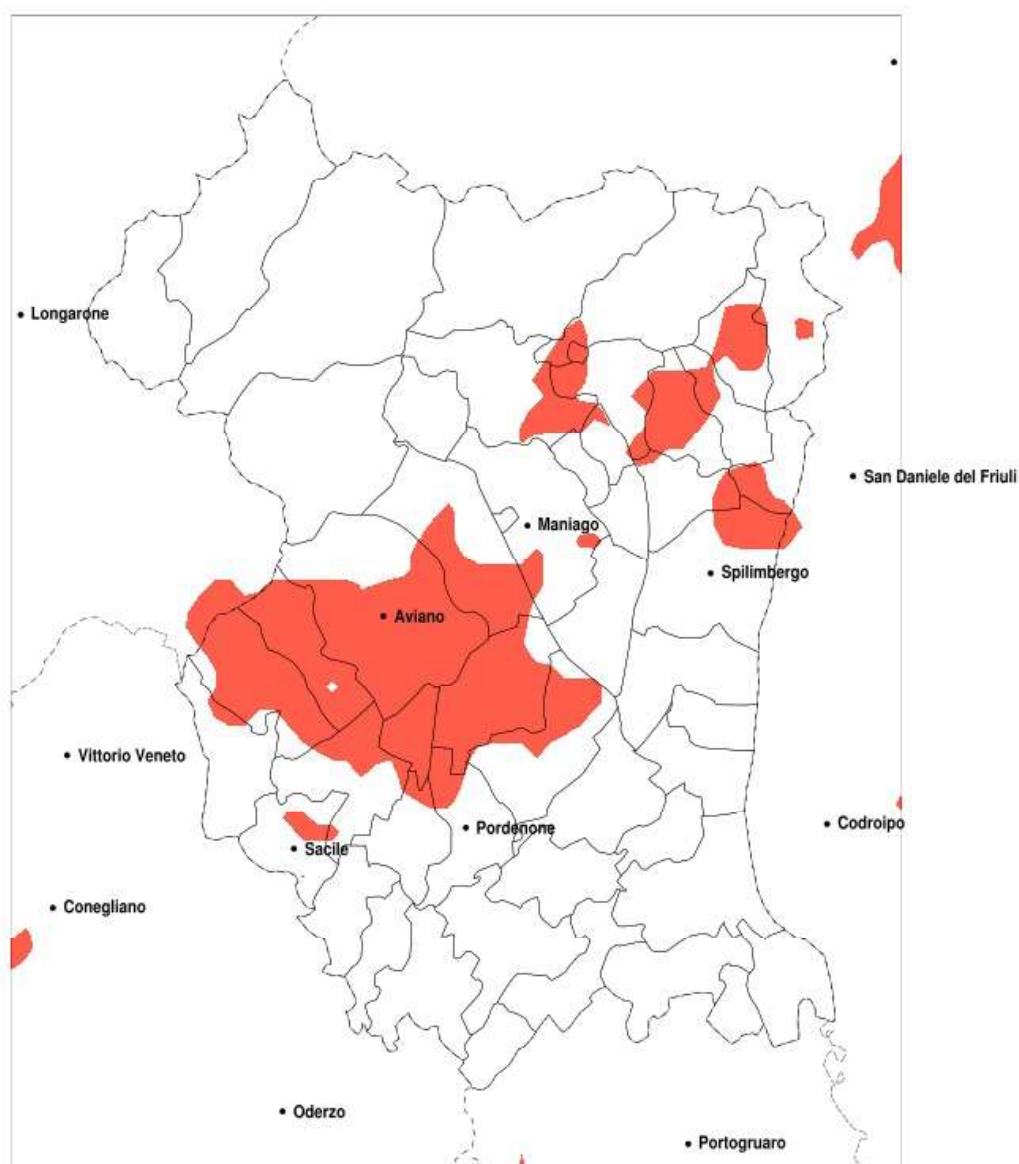 Longarone
San Daniele del Friuli
Maniago
Spilimbergo
Aviano
Vittorio Veneto
Codroipo
Pordenone
Sacile
Conegliano
Oderzo
Portogruaro